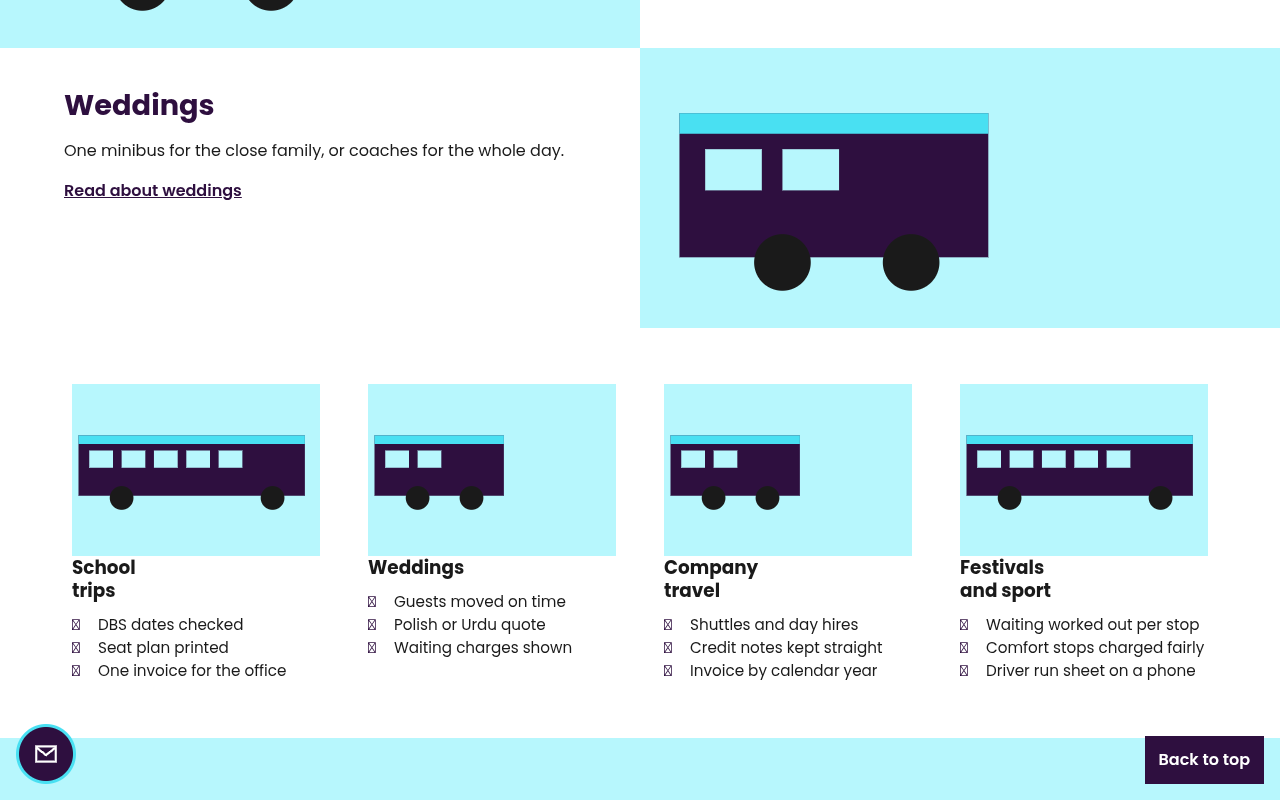 Weddings
One minibus for the close family, or coaches for the whole day.
Read about weddings
School
trips
DBS dates checked
Seat plan printed
One invoice for the office
Weddings
Guests moved on time
Polish or Urdu quote
Waiting charges shown
Company
travel
Shuttles and day hires
Credit notes kept straight
Invoice by calendar year
Festivals
and sport
Waiting worked out per stop
Comfort stops charged fairly
Driver run sheet on a phone
Back to top